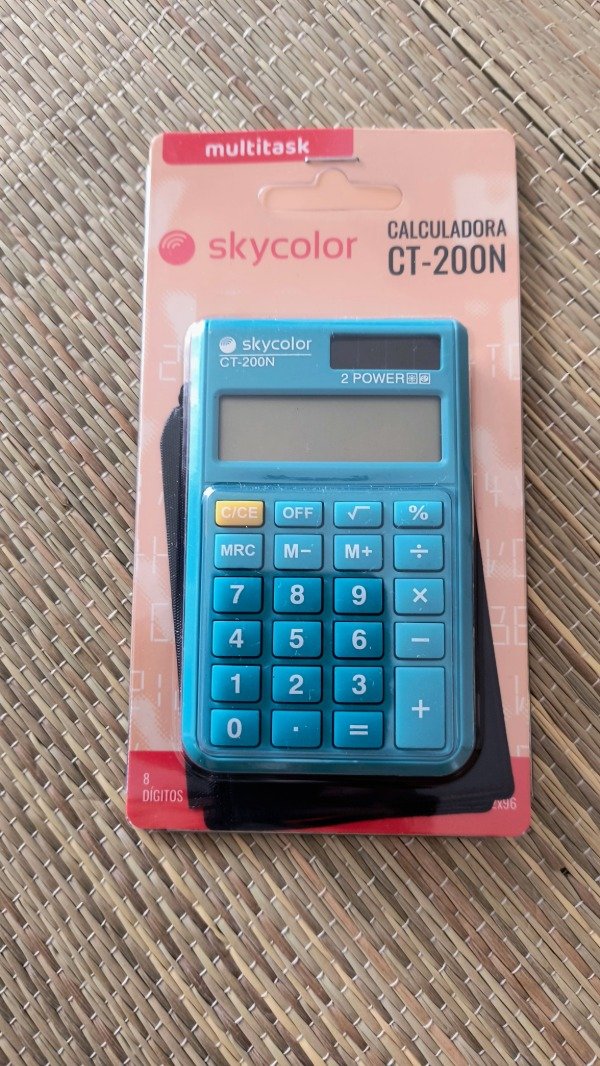 multitask
skycolor
CALCULADORA
CT-200N
skycolor
CT-200N
2 POWER
C/CE OFF √ %
MRC M− M+ ÷
7 8 9 ×
4 5 6 −
1 2 3 +
0 . =
8
DÍGITOS